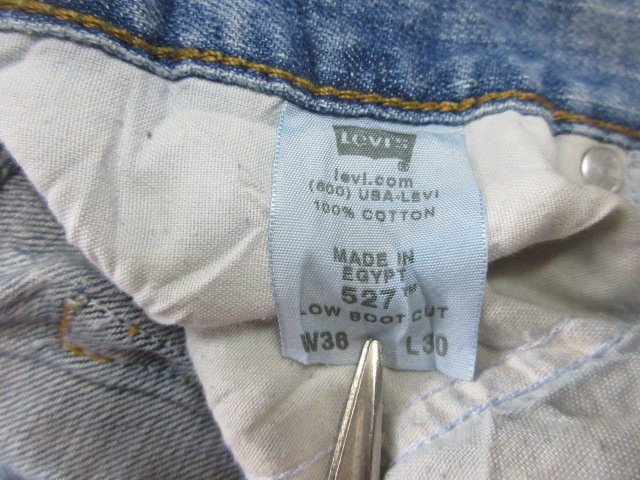 LEVI'S
®
levi.com
(800) USA-LEVI
100% COTTON
MADE IN
EGYPT
527™
LOW BOOT CUT
W36 L30